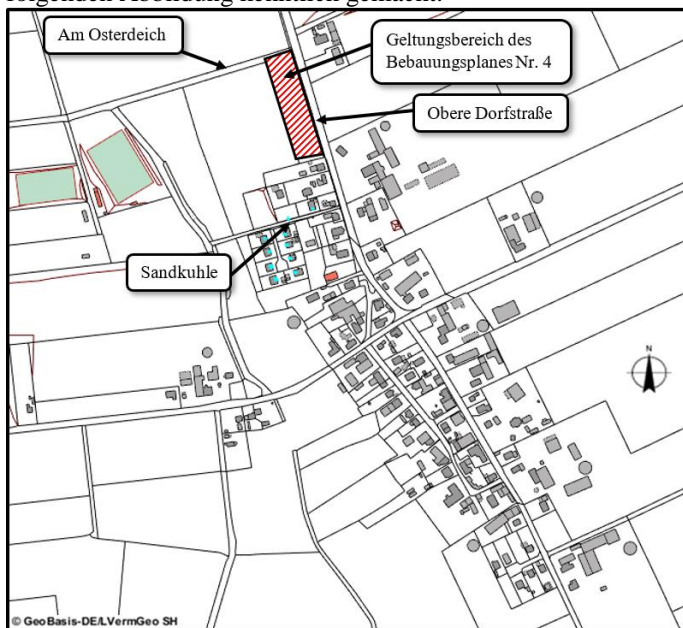 folgenden Abbildung kenntlich gemacht.
Am Osterdeich
Geltungsbereich des
Bebauungsplanes Nr. 4
Obere Dorfstraße
Sandkuhle
N
© GeoBasis-DE/LVermGeo SH